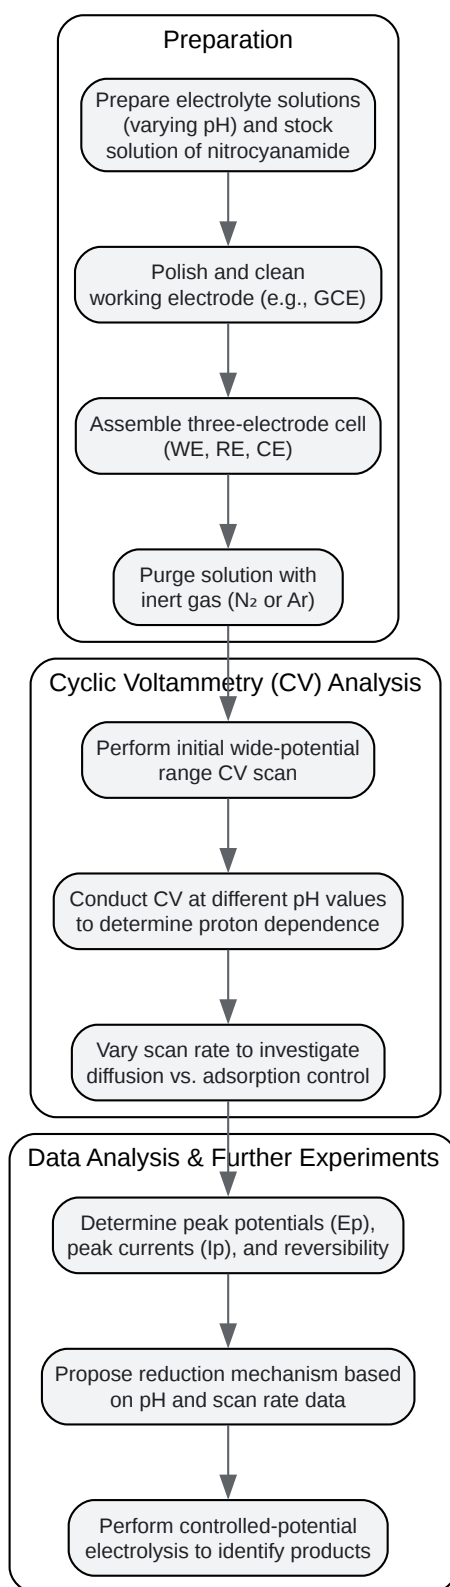 Preparation
Prepare electrolyte solutions
(varying pH) and stock
solution of nitrocyanamide
Polish and clean
working electrode (e.g., GCE)
Assemble three-electrode cell
(WE, RE, CE)
Purge solution with
inert gas (N₂ or Ar)
Cyclic Voltammetry (CV) Analysis
Perform initial wide-potential
range CV scan
Conduct CV at different pH values
to determine proton dependence
Vary scan rate to investigate
diffusion vs. adsorption control
Data Analysis & Further Experiments
Determine peak potentials (Ep),
peak currents (Ip), and reversibility
Propose reduction mechanism based
on pH and scan rate data
Perform controlled-potential
electrolysis to identify products